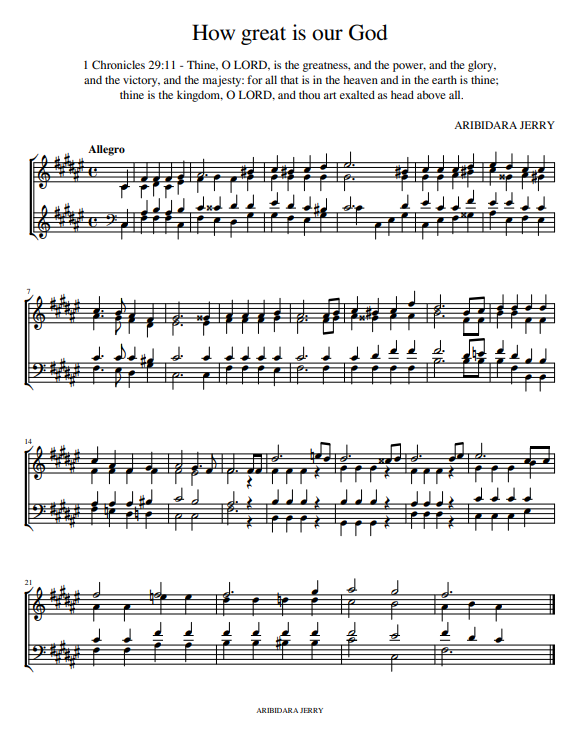 How great is our God
1 Chronicles 29:11 - Thine, O LORD, is the greatness, and the power, and the glory,
and the victory, and the majesty: for all that is in the heaven and in the earth is thine;
thine is the kingdom, O LORD, and thou art exalted as head above all.
ARIBIDARA JERRY
Allegro
7
14
21
ARIBIDARA JERRY